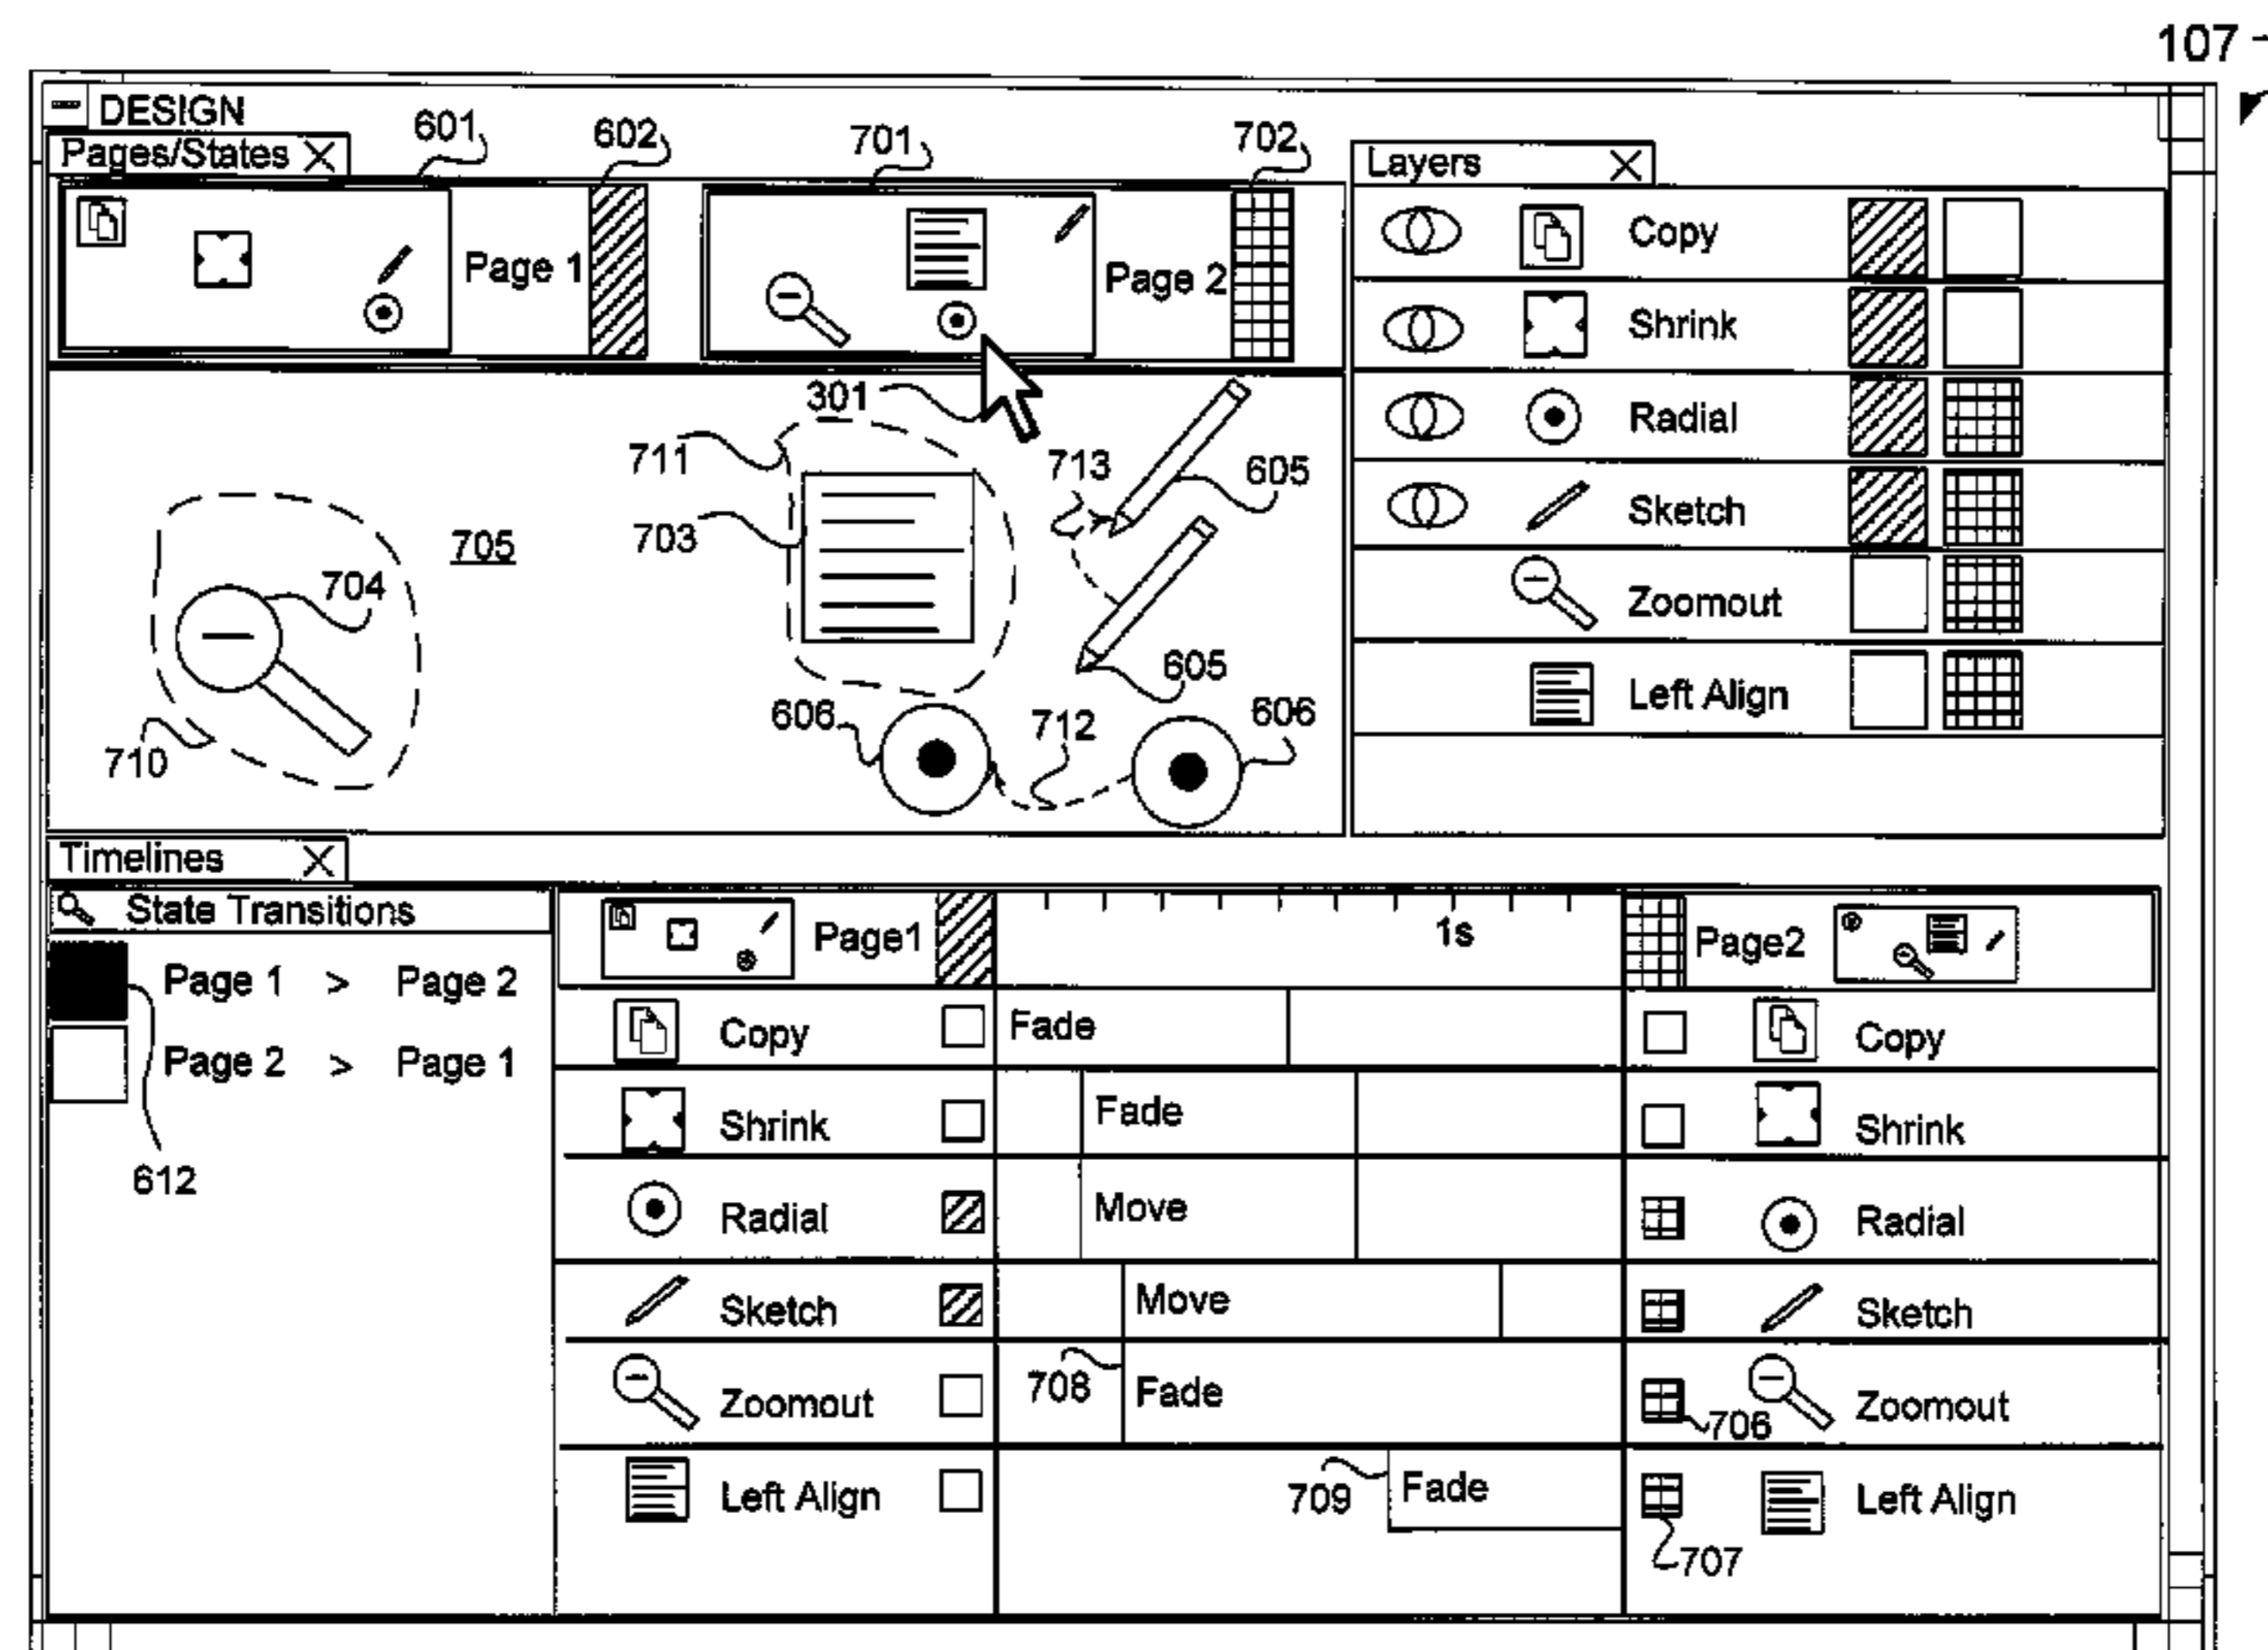 107
DESIGN
Pages/States
601
602
701
702
Page 1
Page 2
Layers
Copy
Shrink
Radial
Sketch
Zoomout
Left Align
301
711
713
605
703
705
704
605
606
712
606
710
Timelines
State Transitions
Page 1 > Page 2
Page 2 > Page 1
612
Page1
1s
Page2
Copy Fade Copy
Shrink Fade Shrink
Radial Move Radial
Sketch Move Sketch
Zoomout 708 Fade 706 Zoomout
Left Align 709 Fade Left Align
707